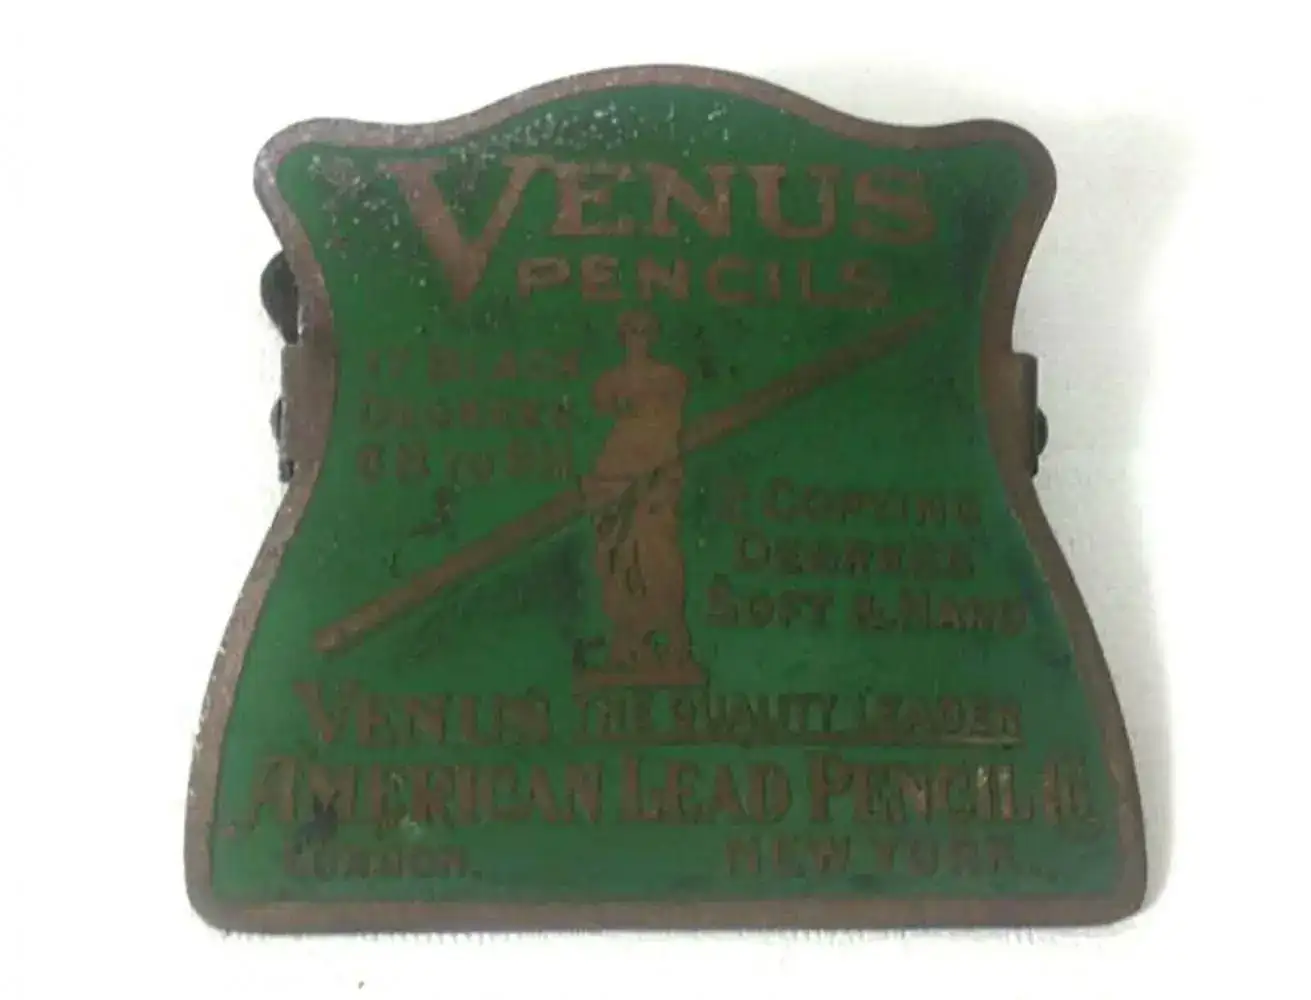 VENUS
PENCILS
17 BLACK
DEGREES
6B TO 9H
2 COPYING
DEGREES
SOFT & HARD
VENUS THE QUALITY LEADER
AMERICAN LEAD PENCIL Co.
LONDON. NEW YORK.